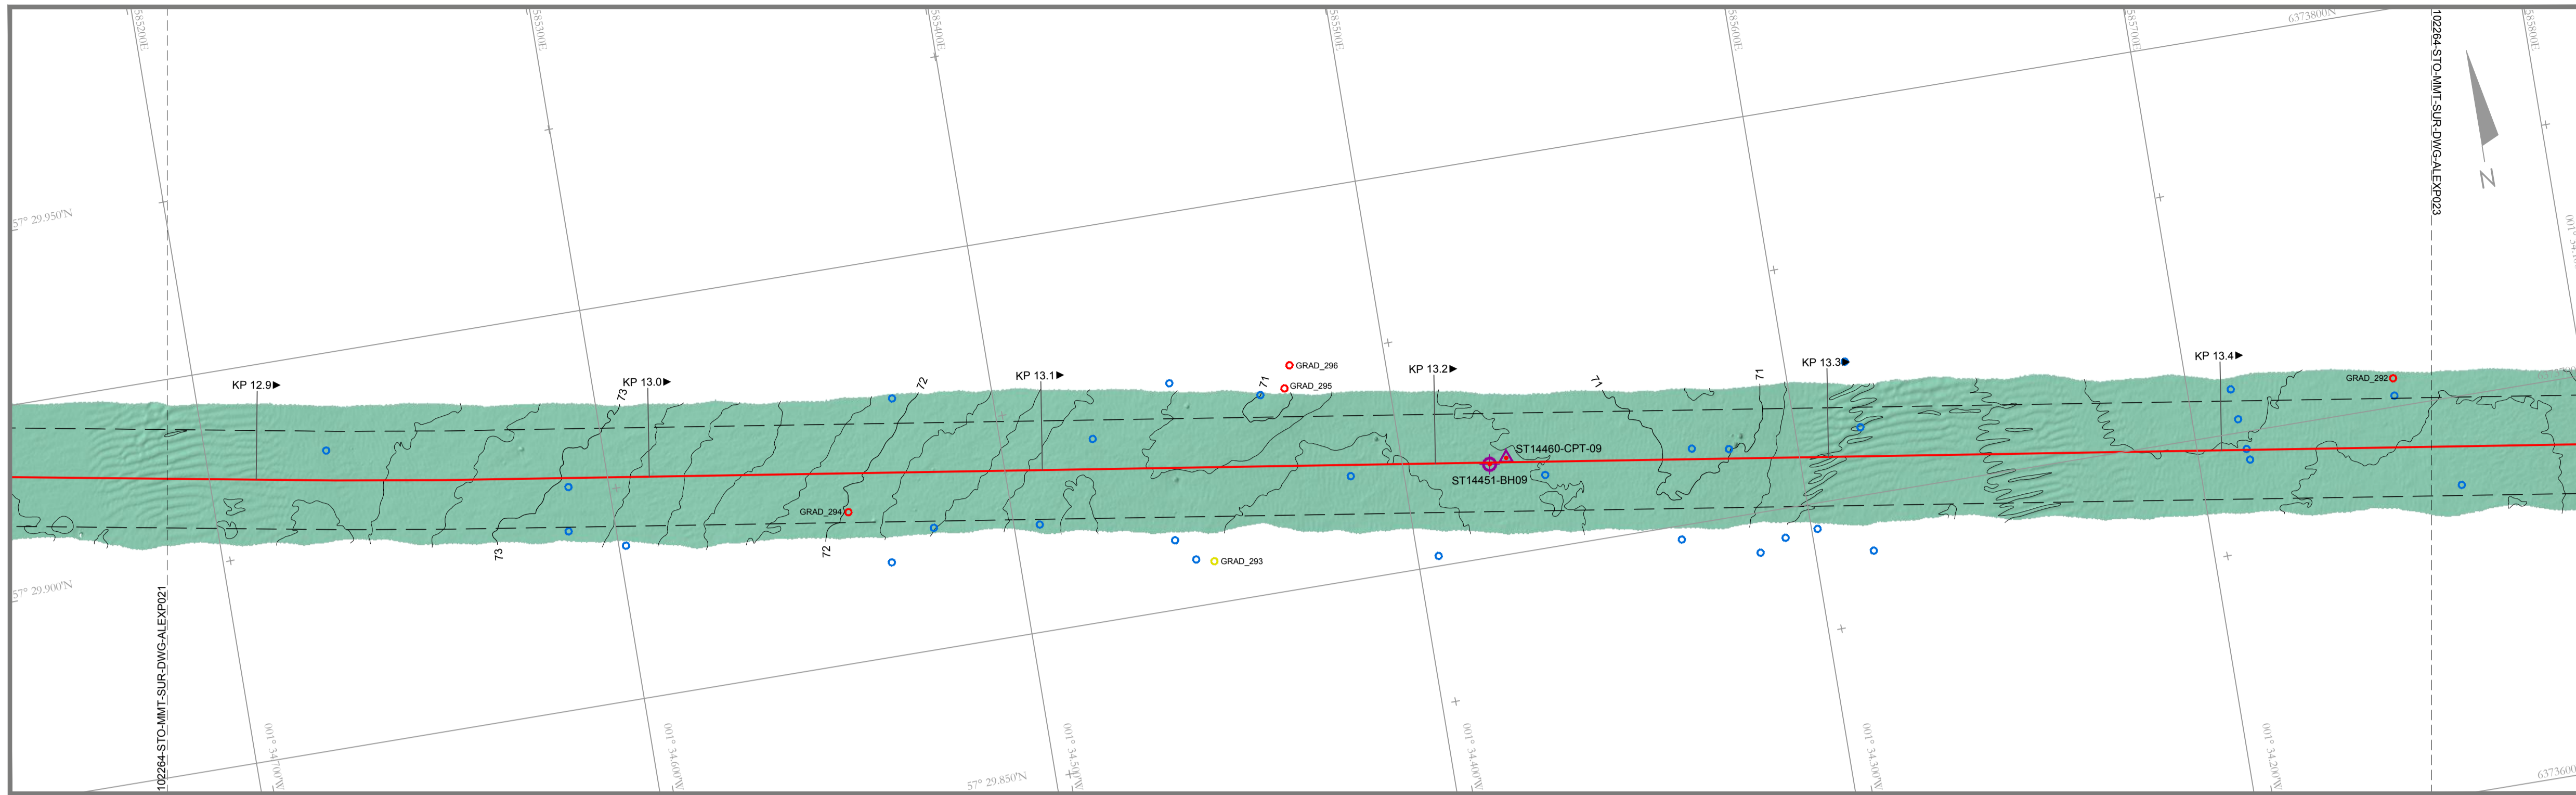 585200E
585300E
585400E
585500E
585600E
585700E
6373800N
585800E
102264-STO-MMT-SUR-DWG-ALEXP023
N
57° 29.950'N
KP 12.9▶
73
KP 13.0▶
72
KP 13.1▶
71
GRAD_296
GRAD_295
KP 13.2▶
71
71
KP 13.3▶
KP 13.4▶
GRAD_292
ST14460-CPT-09
ST14451-BH09
GRAD_294
73
72
GRAD_293
57° 29.900'N
102264-STO-MMT-SUR-DWG-ALEXP021
001° 34.700'W
001° 34.600'W
001° 34.500'W
001° 34.400'W
001° 34.300'W
001° 34.200'W
57° 29.850'N
6373600